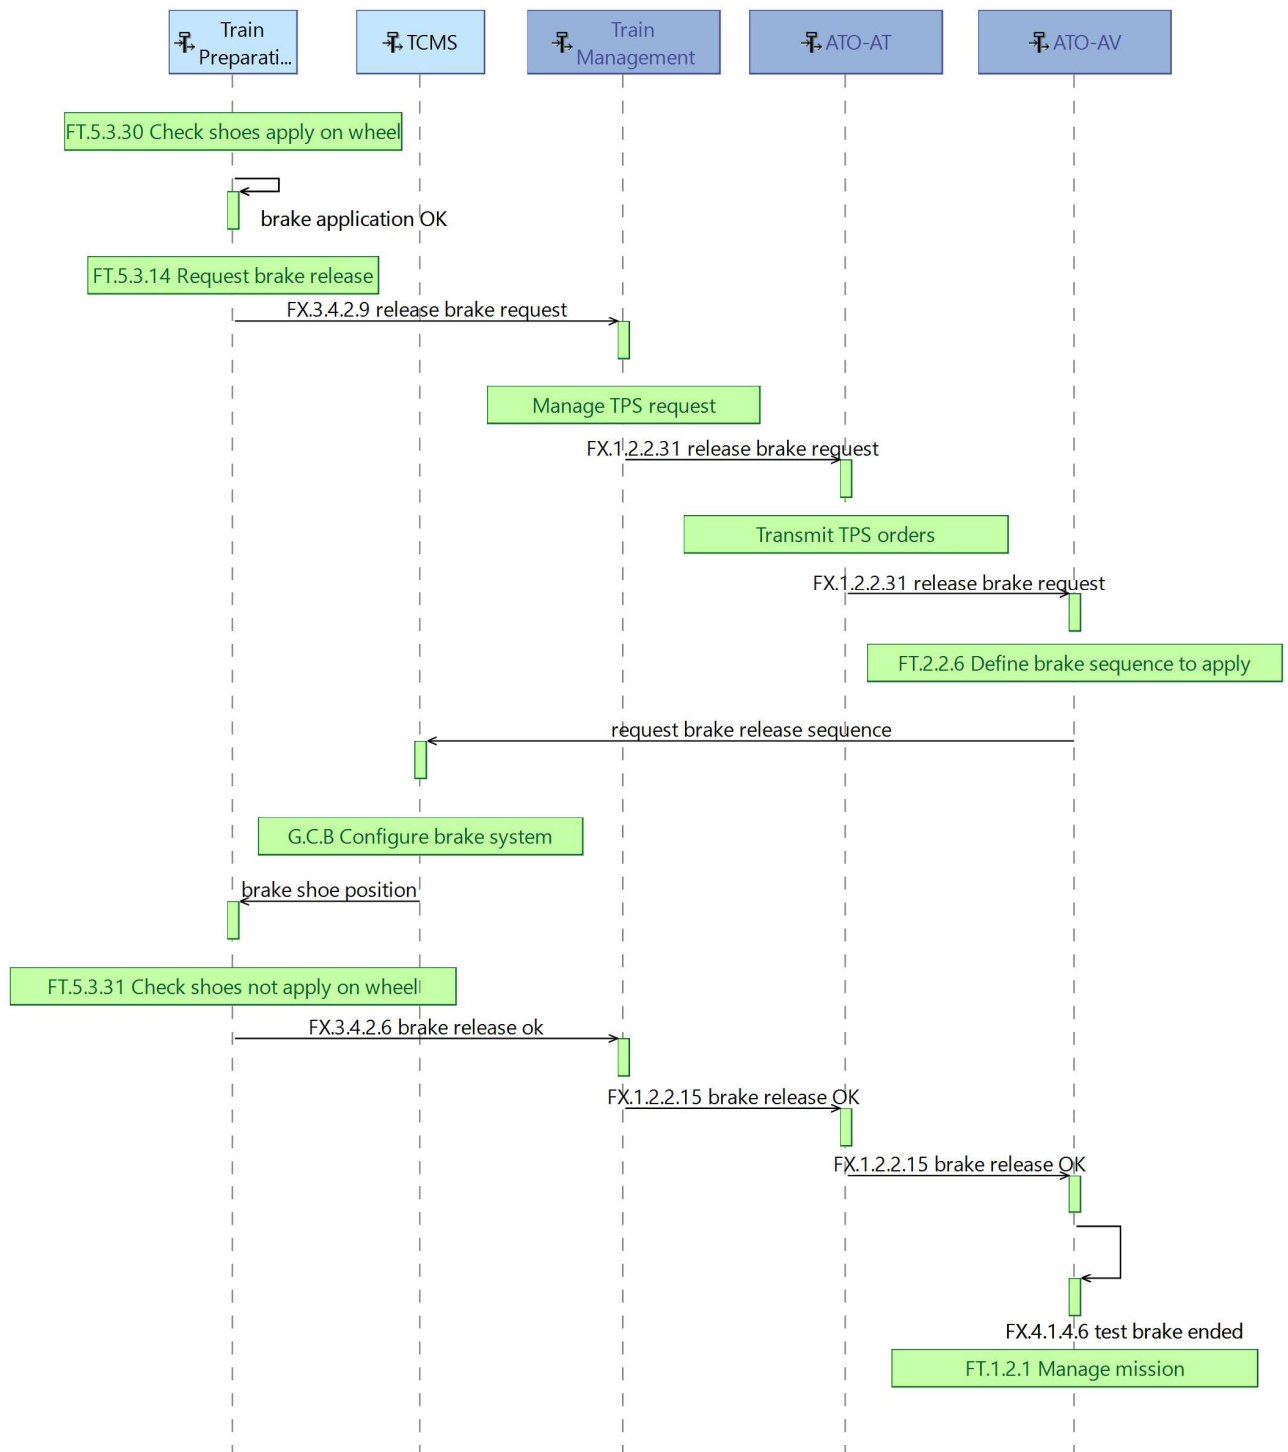 Train
Preparati...
TCMS
Train
Management
ATO-AT
ATO-AV
FT.5.3.30 Check shoes apply on wheel
brake application OK
FT.5.3.14 Request brake release
FX.3.4.2.9 release brake request
Manage TPS request
FX.1.2.2.31 release brake request
Transmit TPS orders
FX.1.2.2.31 release brake request
FT.2.2.6 Define brake sequence to apply
request brake release sequence
G.C.B Configure brake system
brake shoe position
FT.5.3.31 Check shoes not apply on wheel
FX.3.4.2.6 brake release ok
FX.1.2.2.15 brake release OK
FX.1.2.2.15 brake release OK
FX.4.1.4.6 test brake ended
FT.1.2.1 Manage mission